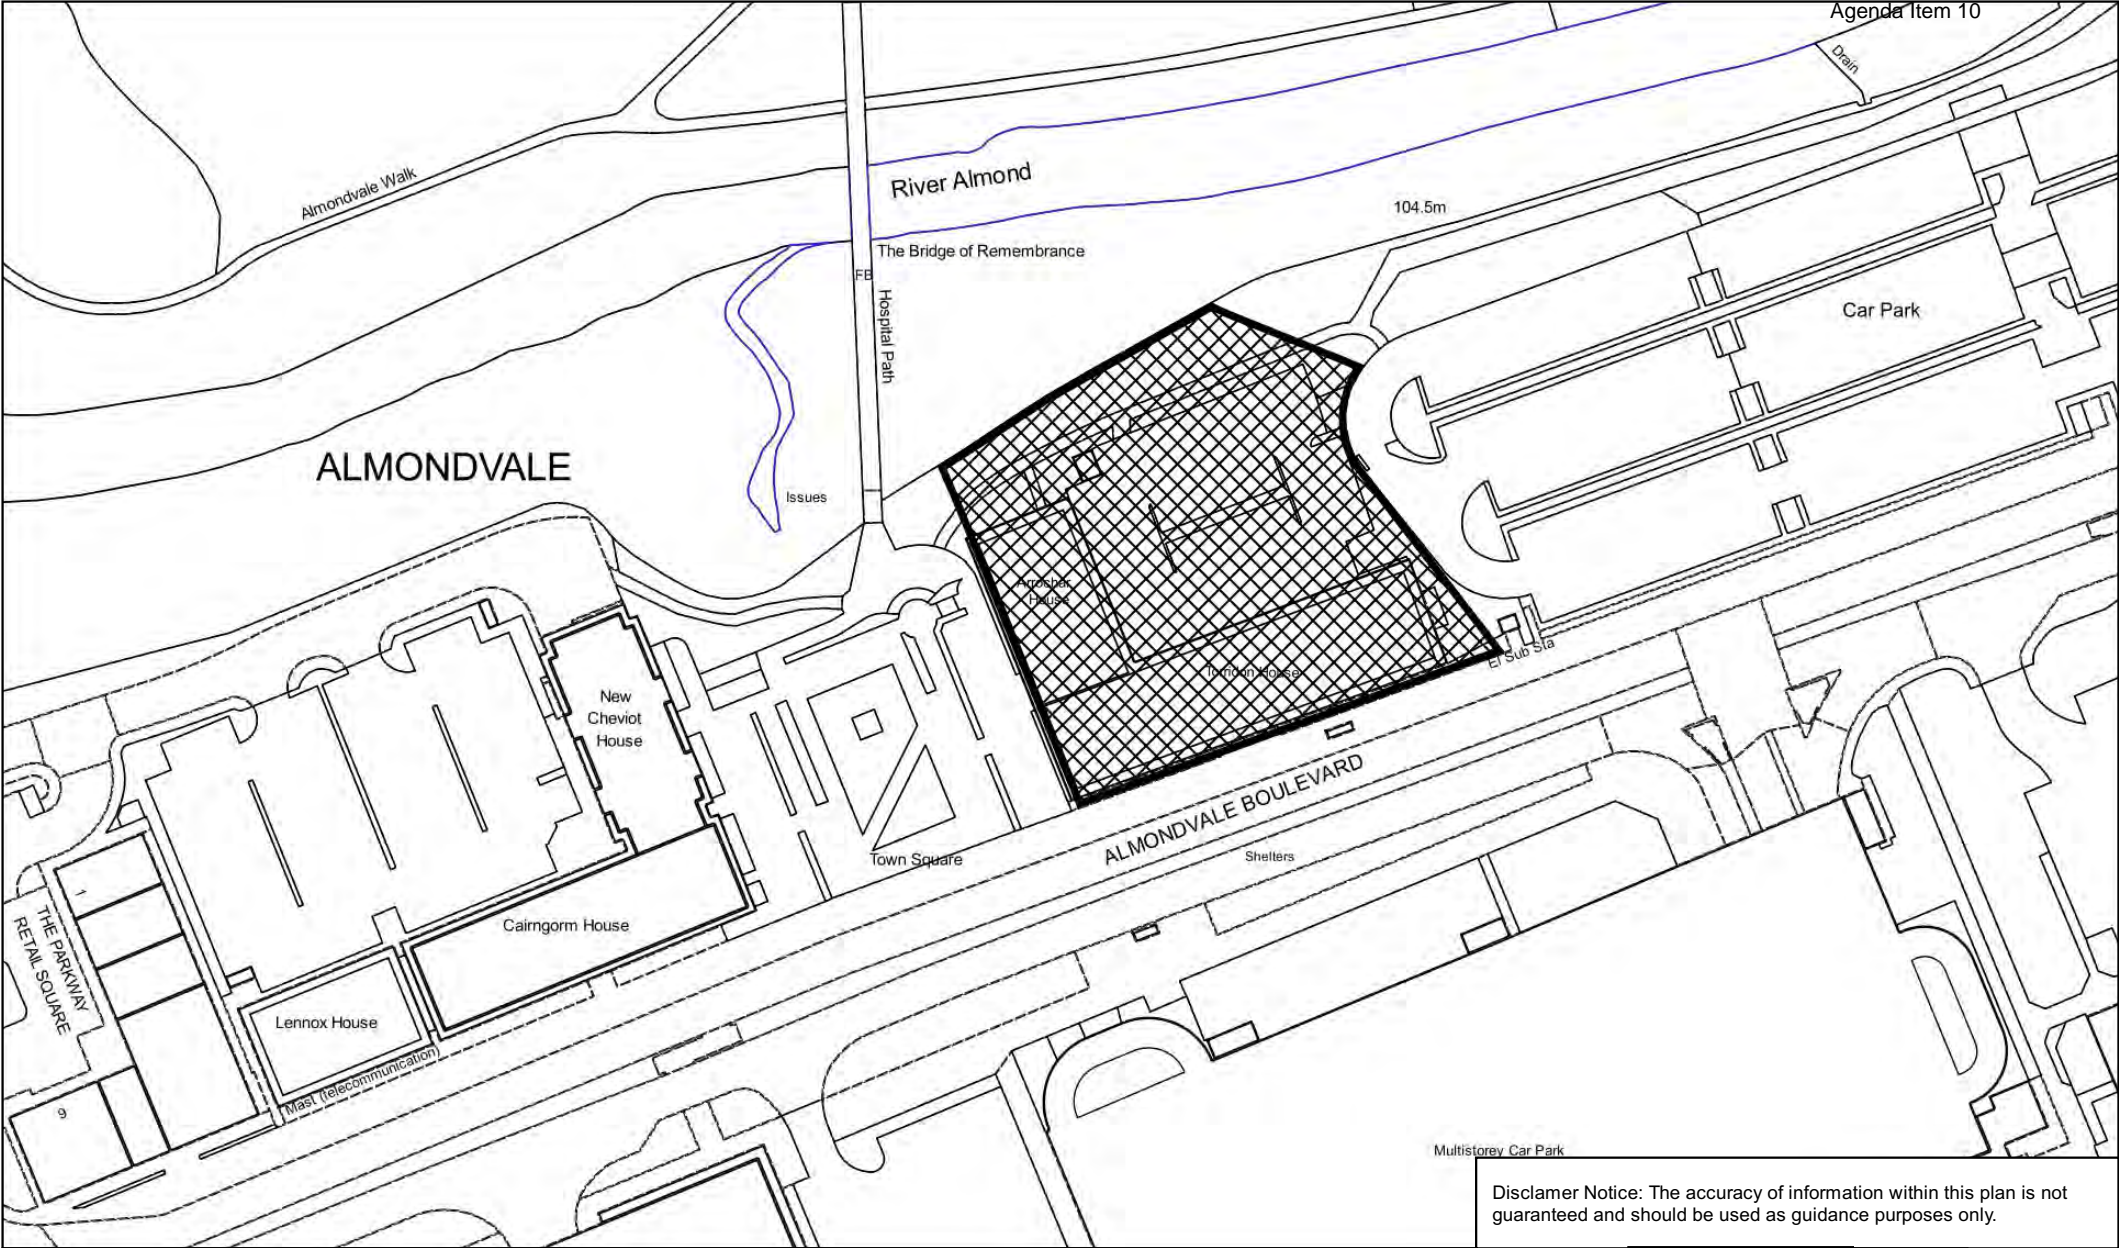 Agenda Item 10
Drain
Almondvale Walk
River Almond
104.5m
The Bridge of Remembrance
FB
Hospital Path
Car Park
ALMONDVALE
Issues
Arrochar
House
El Sub Sta
Torridon House
New
Cheviot
House
ALMONDVALE BOULEVARD
Town Square
Shelters
1
THE PARKWAY
RETAIL SQUARE
Cairngorm House
Lennox House
Mast (telecommunication)
9
Multistorey Car Park
Disclamer Notice: The accuracy of information within this plan is not
guaranteed and should be used as guidance purposes only.